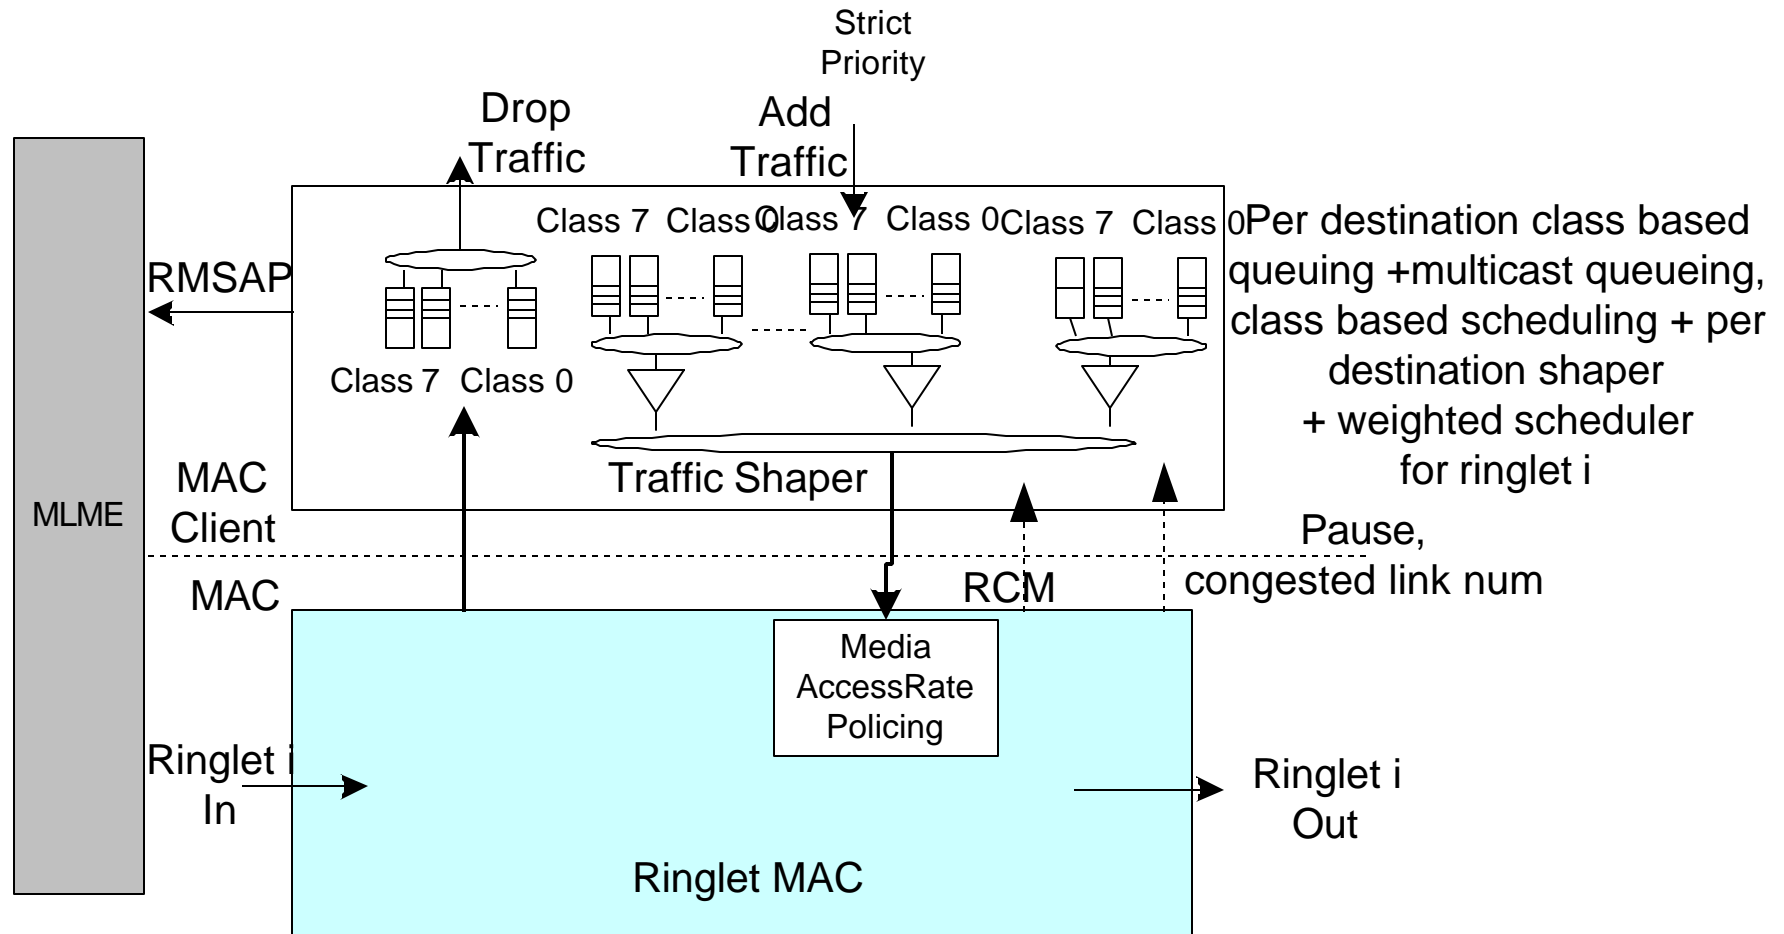 Strict
Priority
Drop
Traffic
Add
Traffic
Class 7 Class 0 Class 7 Class 0 Class 7 Class 0
Per destination class based
queuing +multicast queueing,
class based scheduling + per
destination shaper
+ weighted scheduler
for ringlet i
RMSAP
Class 7 Class 0
Traffic Shaper
MAC
Client
MLME
Pause,
congested link num
MAC
RCM
Media
AccessRate
Policing
Ringlet i
In
Ringlet i
Out
Ringlet MAC